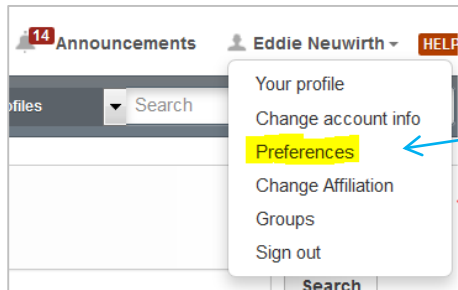 14 Announcements Eddie Neuwirth HELP
ofiles Search
Your profile
Change account info
Preferences
Change Affiliation
Groups
Sign out
Search